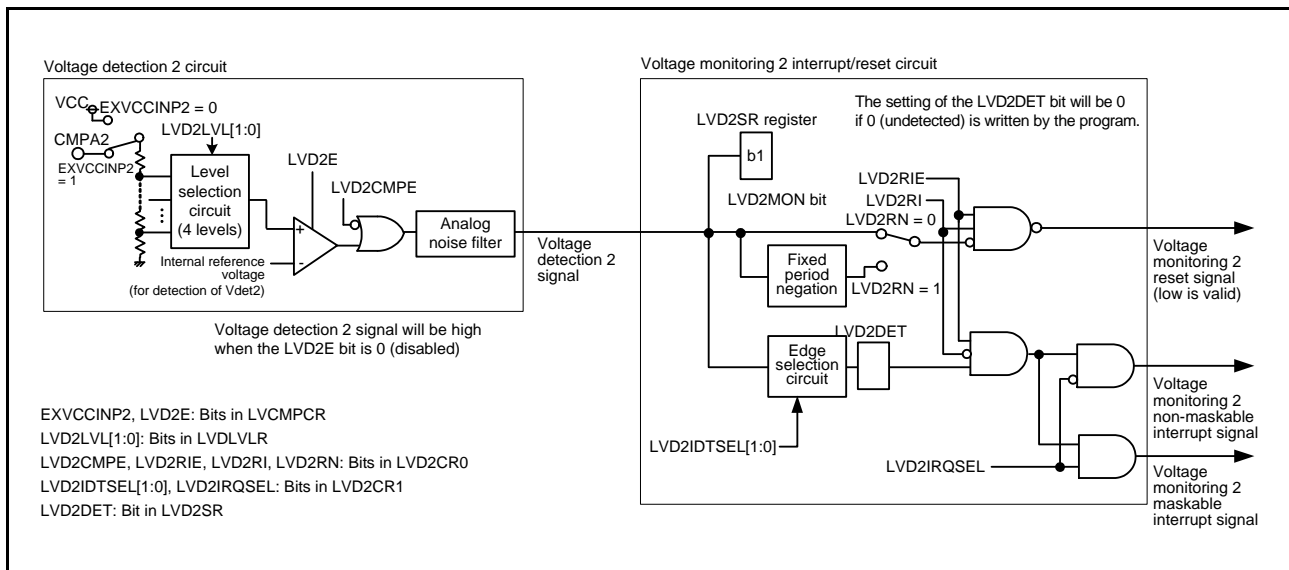 Voltage detection 2 circuit
VCC
EXVCCINP2 = 0
LVD2LVL[1:0]
CMPA2
EXVCCINP2
= 1
Level
selection
circuit
(4 levels)
LVD2E
LVD2CMPE
+
-
Analog
noise filter
Internal reference
voltage
(for detection of Vdet2)
Voltage
detection 2
signal
Voltage detection 2 signal will be high
when the LVD2E bit is 0 (disabled)
Voltage monitoring 2 interrupt/reset circuit
The setting of the LVD2DET bit will be 0
if 0 (undetected) is written by the program.
LVD2SR register
b1
LVD2MON bit
LVD2RIE
LVD2RI
LVD2RN = 0
Fixed
period
negation
LVD2RN = 1
Voltage
monitoring 2
reset signal
(low is valid)
LVD2DET
Edge
selection
circuit
LVD2IDTSEL[1:0]
LVD2IRQSEL
Voltage
monitoring 2
non-maskable
interrupt signal
Voltage
monitoring 2
maskable
interrupt signal
EXVCCINP2, LVD2E: Bits in LVCMPCR
LVD2LVL[1:0]: Bits in LVDLVLR
LVD2CMPE, LVD2RIE, LVD2RI, LVD2RN: Bits in LVD2CR0
LVD2IDTSEL[1:0], LVD2IRQSEL: Bits in LVD2CR1
LVD2DET: Bit in LVD2SR